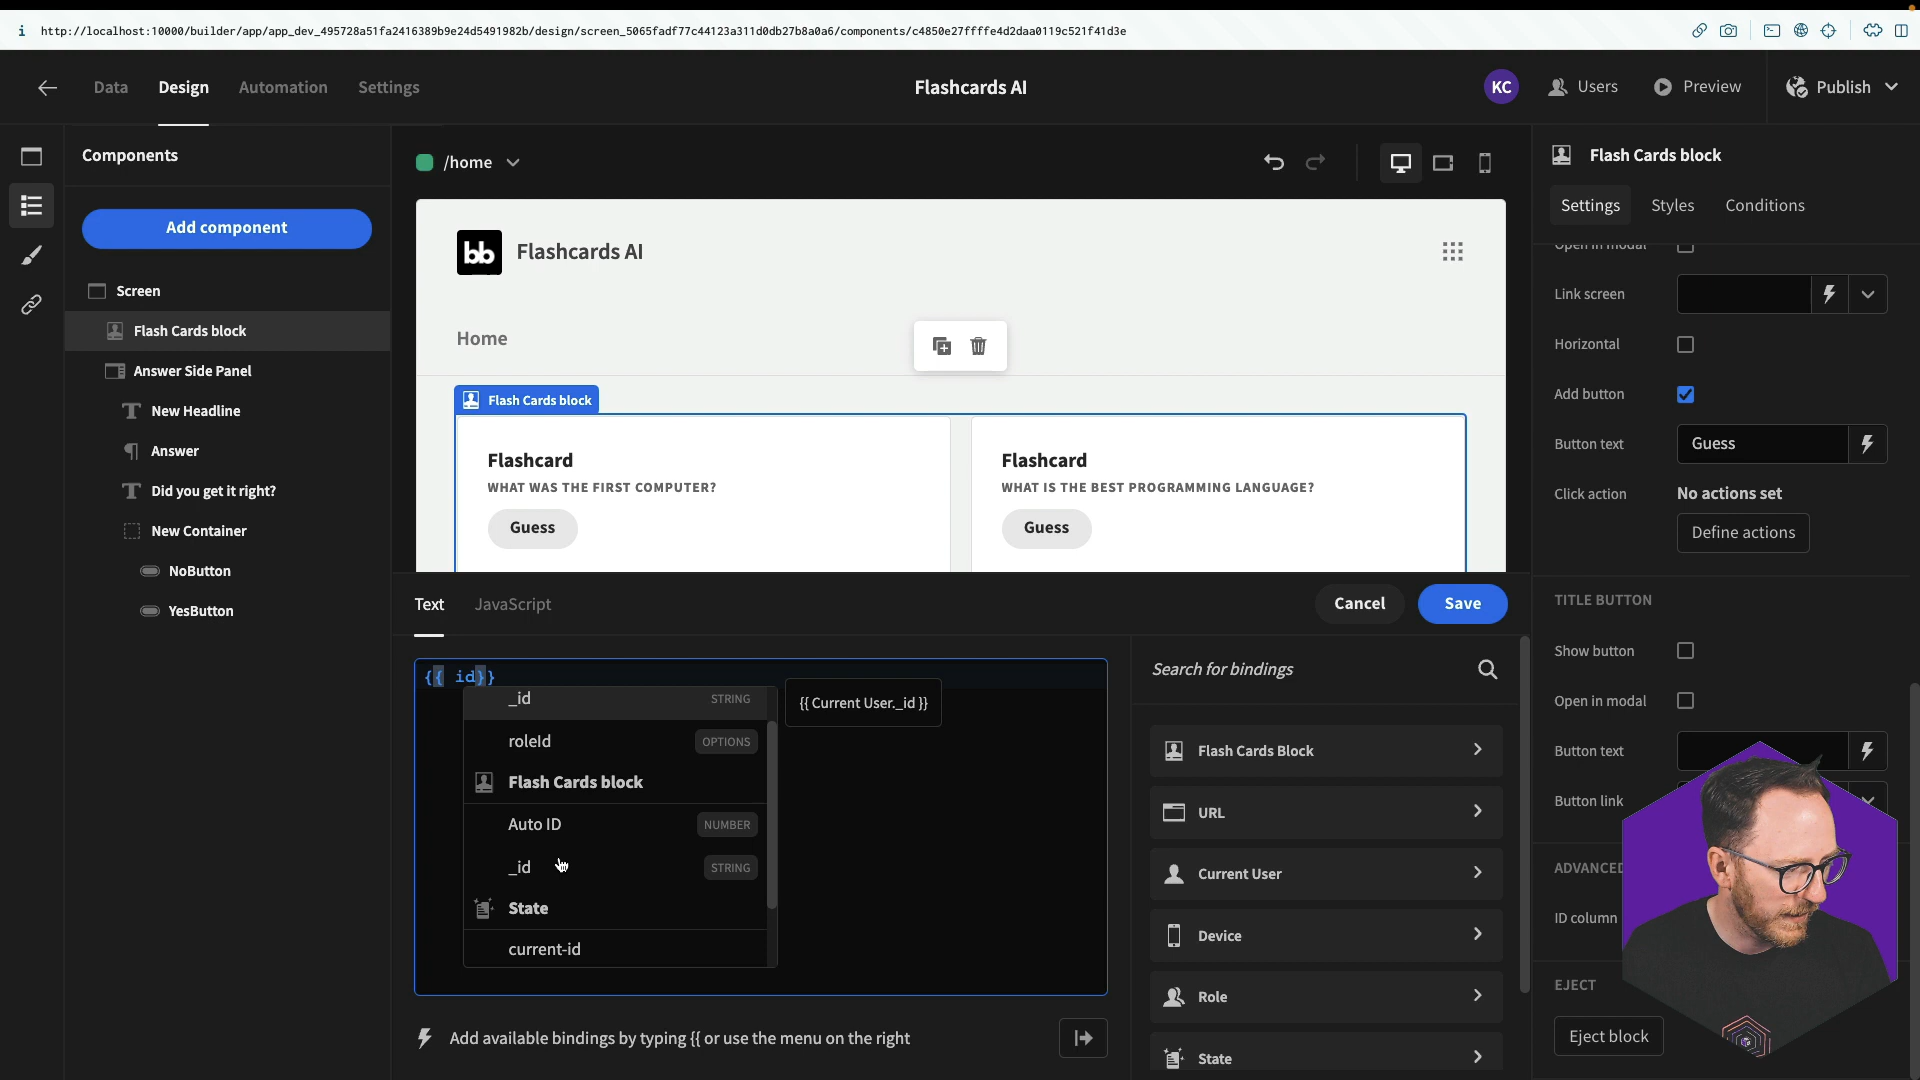 i http://localhost:10000/builder/app/app_dev_495728a51fa2416389b9e24d5491982b/design/screen_5065fadf77c44123a311d0db27b8a0a6/components/c4850e27ffffe4d2daa0119c521f41d3e
Data Design Automation Settings
Flashcards AI
KC Users Preview Publish
Components
/home
Flash Cards block
Settings Styles Conditions
Add component
Screen
Flash Cards block
Answer Side Panel
New Headline
Answer
Did you get it right?
New Container
NoButton
YesButton
bb Flashcards AI
Home
Flash Cards block
Flashcard
WHAT WAS THE FIRST COMPUTER?
Guess
Flashcard
WHAT IS THE BEST PROGRAMMING LANGUAGE?
Guess
Text JavaScript
Cancel Save
{{ id}}
_id STRING
{{ Current User._id }}
roleId OPTIONS
Flash Cards block
Auto ID NUMBER
_id STRING
State
current-id
Add available bindings by typing {{ or use the menu on the right
Search for bindings
Flash Cards Block
URL
Current User
Device
Role
State
Open in modal
Link screen
Horizontal
Add button
Button text Guess
Click action No actions set
Define actions
TITLE BUTTON
Show button
Open in modal
Button text
Button link
ADVANCED
ID column
EJECT
Eject block